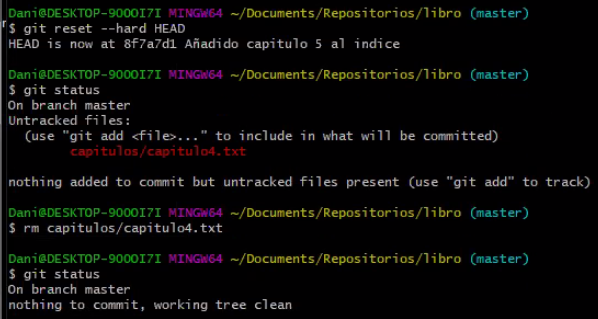 Dani@DESKTOP-9OOOI7I MINGW64 ~/Documents/Repositorios/libro (master)
$ git reset --hard HEAD
HEAD is now at 8f7a7d1 Añadido capitulo 5 al indice
Dani@DESKTOP-9OOOI7I MINGW64 ~/Documents/Repositorios/libro (master)
$ git status
On branch master
Untracked files:
  (use "git add <file>..." to include in what will be committed)
        capitulos/capitulo4.txt
nothing added to commit but untracked files present (use "git add" to track)
Dani@DESKTOP-9OOOI7I MINGW64 ~/Documents/Repositorios/libro (master)
$ rm capitulos/capitulo4.txt
Dani@DESKTOP-9OOOI7I MINGW64 ~/Documents/Repositorios/libro (master)
$ git status
On branch master
nothing to commit, working tree clean